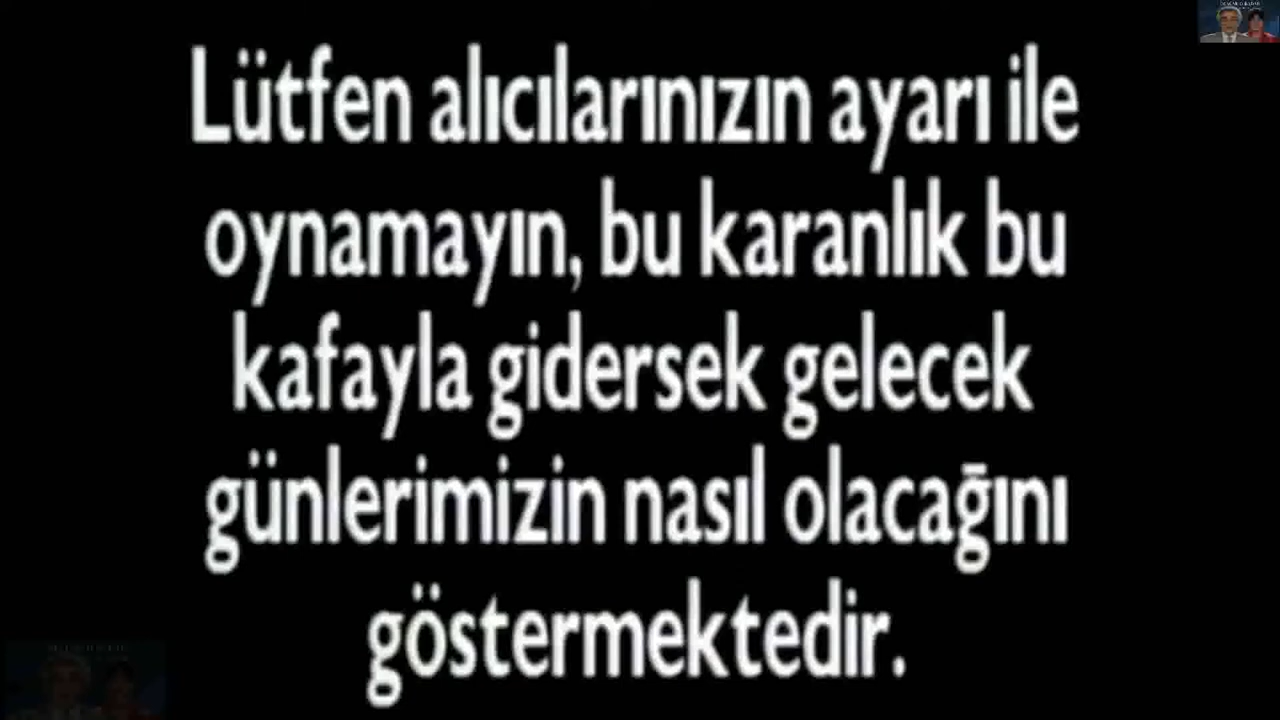 Lütfen alıcılarınızın ayarı ile
oynamayın, bu karanlık bu
kafayla gidersek gelecek
günlerimizin nasıl olacağını
göstermektedir.